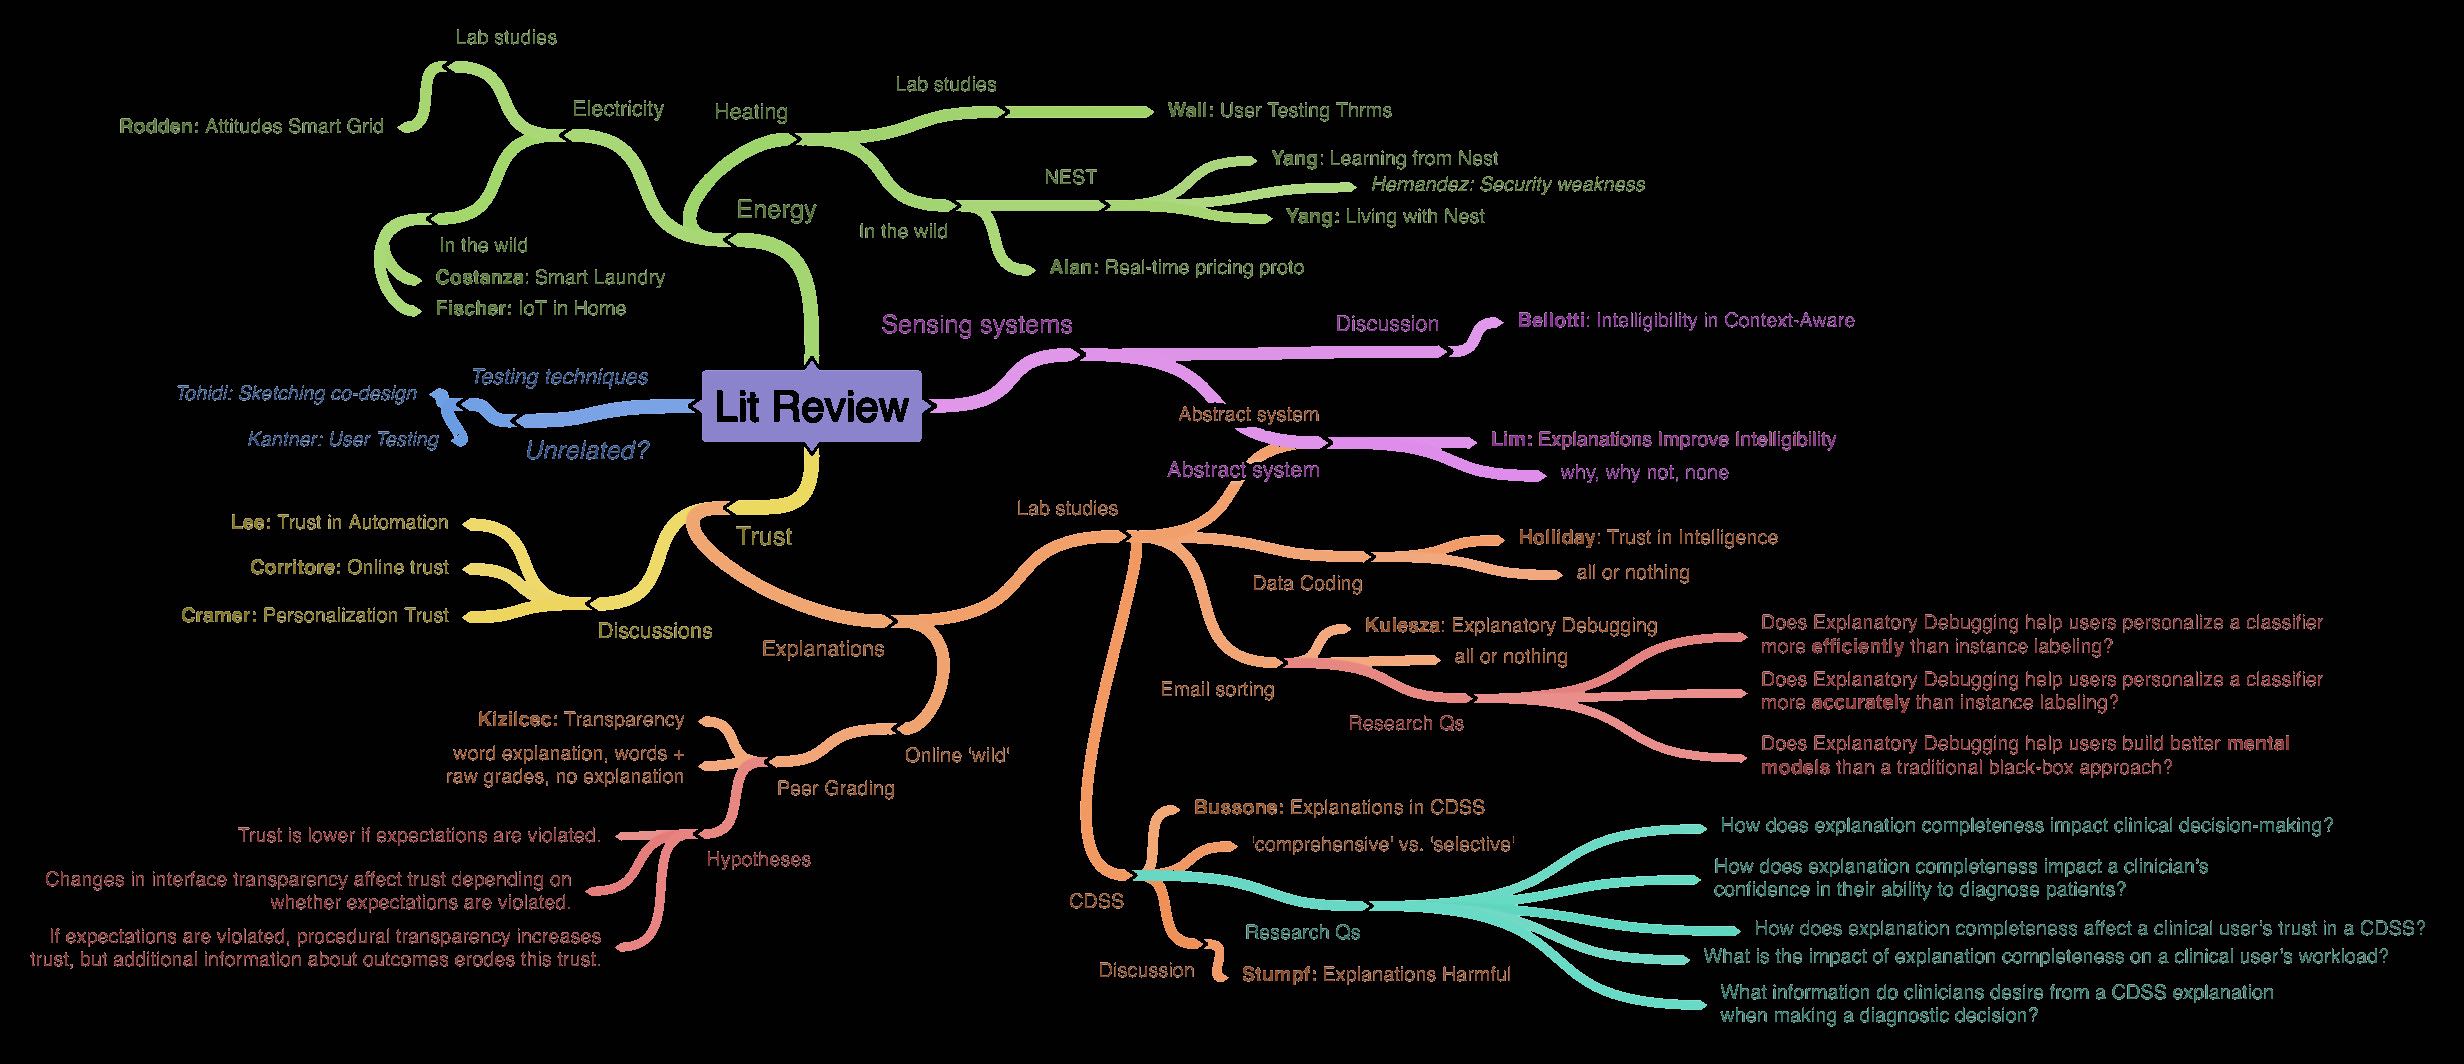 Lab studies
Rodden: Attitudes Smart Grid
Electricity
In the wild
Costanza: Smart Laundry
Fischer: IoT in Home
Heating
Lab studies
Wall: User Testing Thrms
Energy
In the wild
NEST
Yang: Learning from Nest
Hernandez: Security weakness
Yang: Living with Nest
Alan: Real-time pricing proto
Sensing systems
Discussion
Bellotti: Intelligibility in Context-Aware
Abstract system
Abstract system
Lim: Explanations Improve Intelligibility
why, why not, none
Lit Review
Testing techniques
Tohidi: Sketching co-design
Kantner: User Testing
Unrelated?
Trust
Lee: Trust in Automation
Corritore: Online trust
Cramer: Personalization Trust
Discussions
Explanations
Lab studies
Data Coding
Holliday: Trust in Intelligence
all or nothing
Email sorting
Kulesza: Explanatory Debugging
all or nothing
Research Qs
Does Explanatory Debugging help users personalize a classifier
more efficiently than instance labeling?
Does Explanatory Debugging help users personalize a classifier
more accurately than instance labeling?
Does Explanatory Debugging help users build better mental
models than a traditional black-box approach?
Online 'wild'
Peer Grading
Kizilcec: Transparency
word explanation, words +
raw grades, no explanation
Hypotheses
Trust is lower if expectations are violated.
Changes in interface transparency affect trust depending on
whether expectations are violated.
If expectations are violated, procedural transparency increases
trust, but additional information about outcomes erodes this trust.
CDSS
Bussone: Explanations in CDSS
'comprehensive' vs. 'selective'
Research Qs
How does explanation completeness impact clinical decision-making?
How does explanation completeness impact a clinician's
confidence in their ability to diagnose patients?
How does explanation completeness affect a clinical user's trust in a CDSS?
What is the impact of explanation completeness on a clinical user's workload?
What information do clinicians desire from a CDSS explanation
when making a diagnostic decision?
Discussion
Stumpf: Explanations Harmful